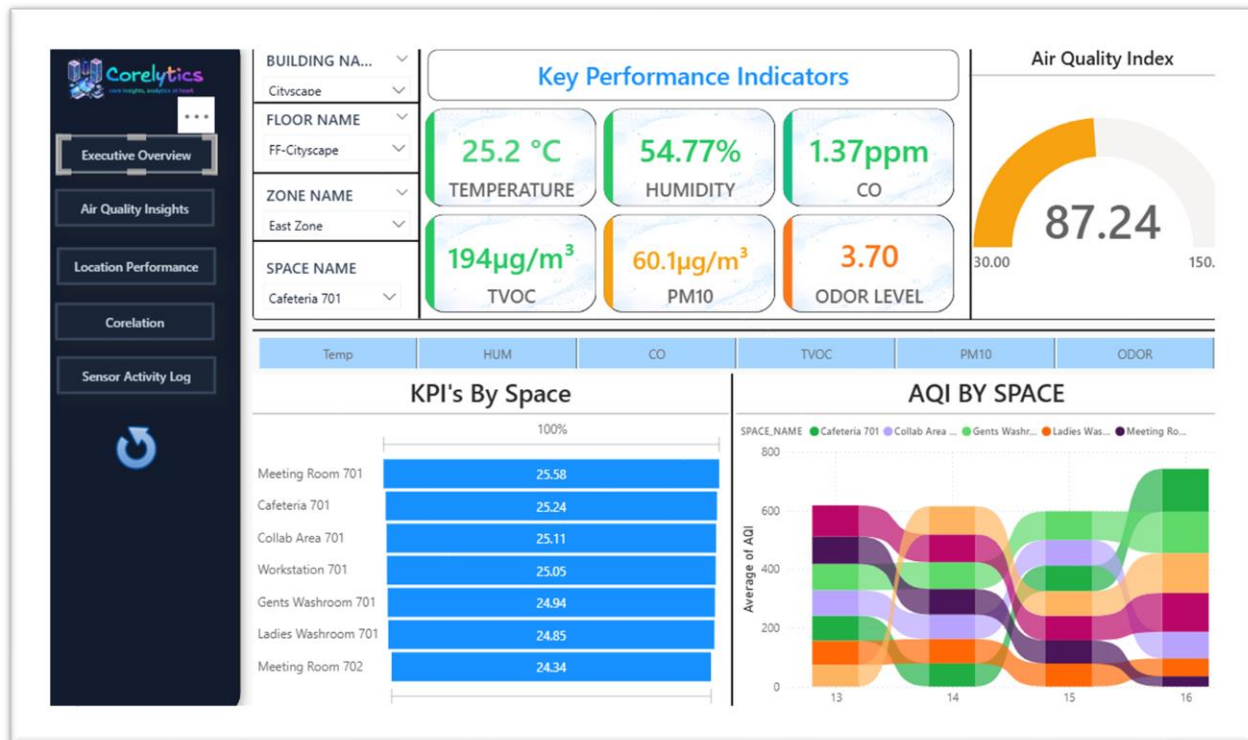 Corelytics
core insights, analytics at heart
...
Executive Overview
Air Quality Insights
Location Performance
Corelation
Sensor Activity Log
BUILDING NA...
Cityscape
FLOOR NAME
FF-Cityscape
ZONE NAME
East Zone
SPACE NAME
Cafeteria 701
Key Performance Indicators
25.2 °C
TEMPERATURE
54.77%
HUMIDITY
1.37ppm
CO
194µg/m³
TVOC
60.1µg/m³
PM10
3.70
ODOR LEVEL
Air Quality Index
87.24
30.00
150.
Temp HUM CO TVOC PM10 ODOR
KPI's By Space
100%
Meeting Room 701 25.58
Cafeteria 701 25.24
Collab Area 701 25.11
Workstation 701 25.05
Gents Washroom 701 24.94
Ladies Washroom 701 24.85
Meeting Room 702 24.34
AQI BY SPACE
SPACE_NAME Cafeteria 701 Collab Area ... Gents Washr... Ladies Was... Meeting Ro...
Average of AQI
800
600
400
200
0
13 14 15 16